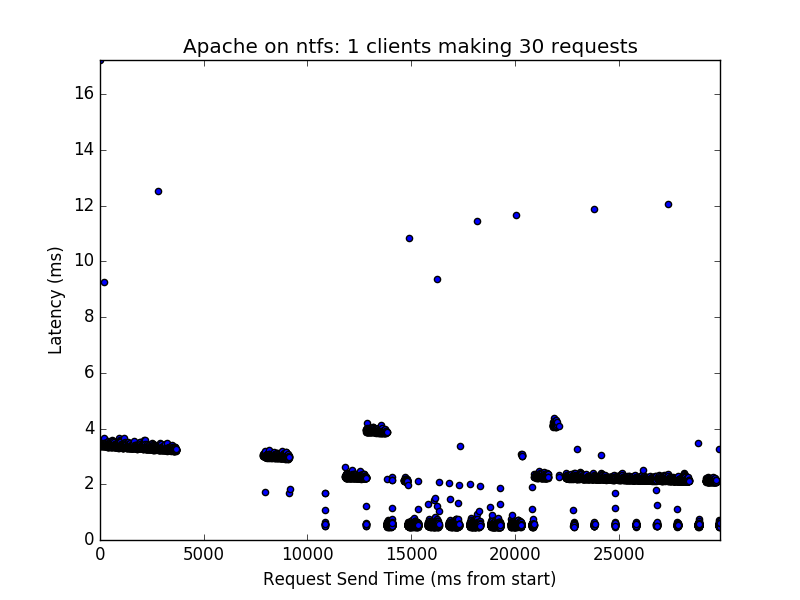 Apache on ntfs: 1 clients making 30 requests
16
14
12
10
8
6
4
2
0
Latency (ms)
0 5000 10000 15000 20000 25000
Request Send Time (ms from start)